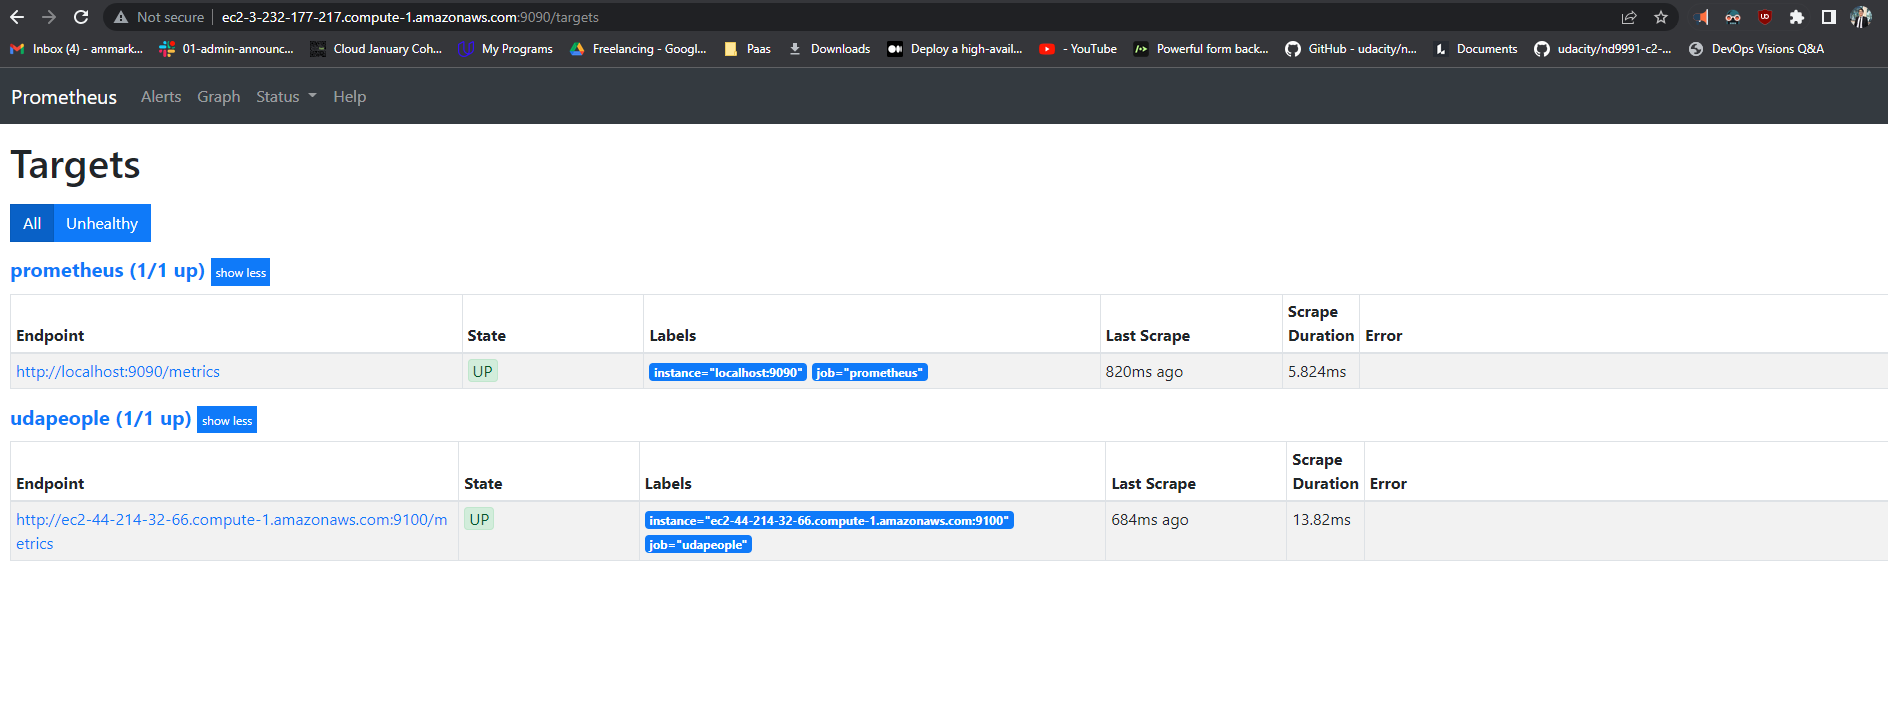 Not secure | ec2-3-232-177-217.compute-1.amazonaws.com:9090/targets
Inbox (4) - ammark... 01-admin-announc... Cloud January Coh... My Programs Freelancing - Googl... Paas Downloads Deploy a high-avail... - YouTube Powerful form back... GitHub - udacity/n... Documents udacity/nd9991-c2-... DevOps Visions Q&A
Prometheus Alerts Graph Status Help
Targets
All Unhealthy
prometheus (1/1 up) show less
Endpoint State Labels Last Scrape Scrape Duration Error
http://localhost:9090/metrics UP instance="localhost:9090" job="prometheus" 820ms ago 5.824ms
udapeople (1/1 up) show less
Endpoint State Labels Last Scrape Scrape Duration Error
http://ec2-44-214-32-66.compute-1.amazonaws.com:9100/m UP instance="ec2-44-214-32-66.compute-1.amazonaws.com:9100" 684ms ago 13.82ms
etrics job="udapeople"